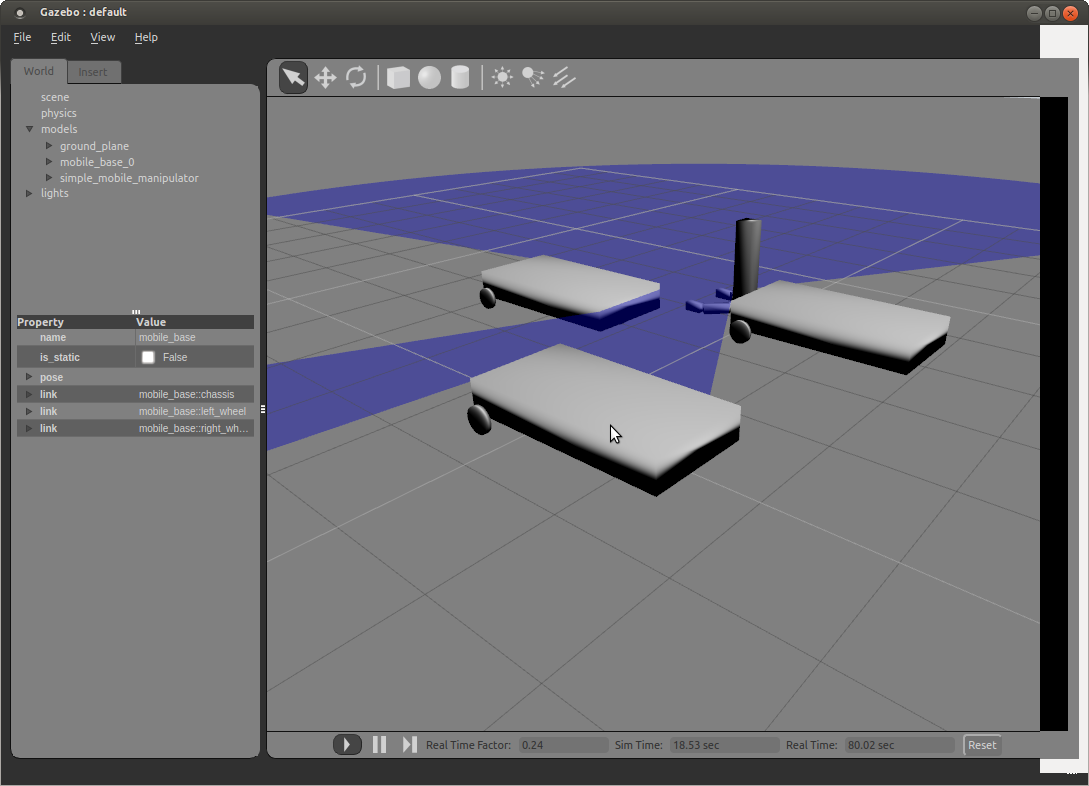 Gazebo : default
File Edit View Help
World Insert
scene
physics
models
ground_plane
mobile_base_0
simple_mobile_manipulator
lights
Property Value
name mobile_base
is_static False
pose
link mobile_base::chassis
link mobile_base::left_wheel
link mobile_base::right_wh...
Real Time Factor: 0.24 Sim Time: 18.53 sec Real Time: 80.02 sec Reset